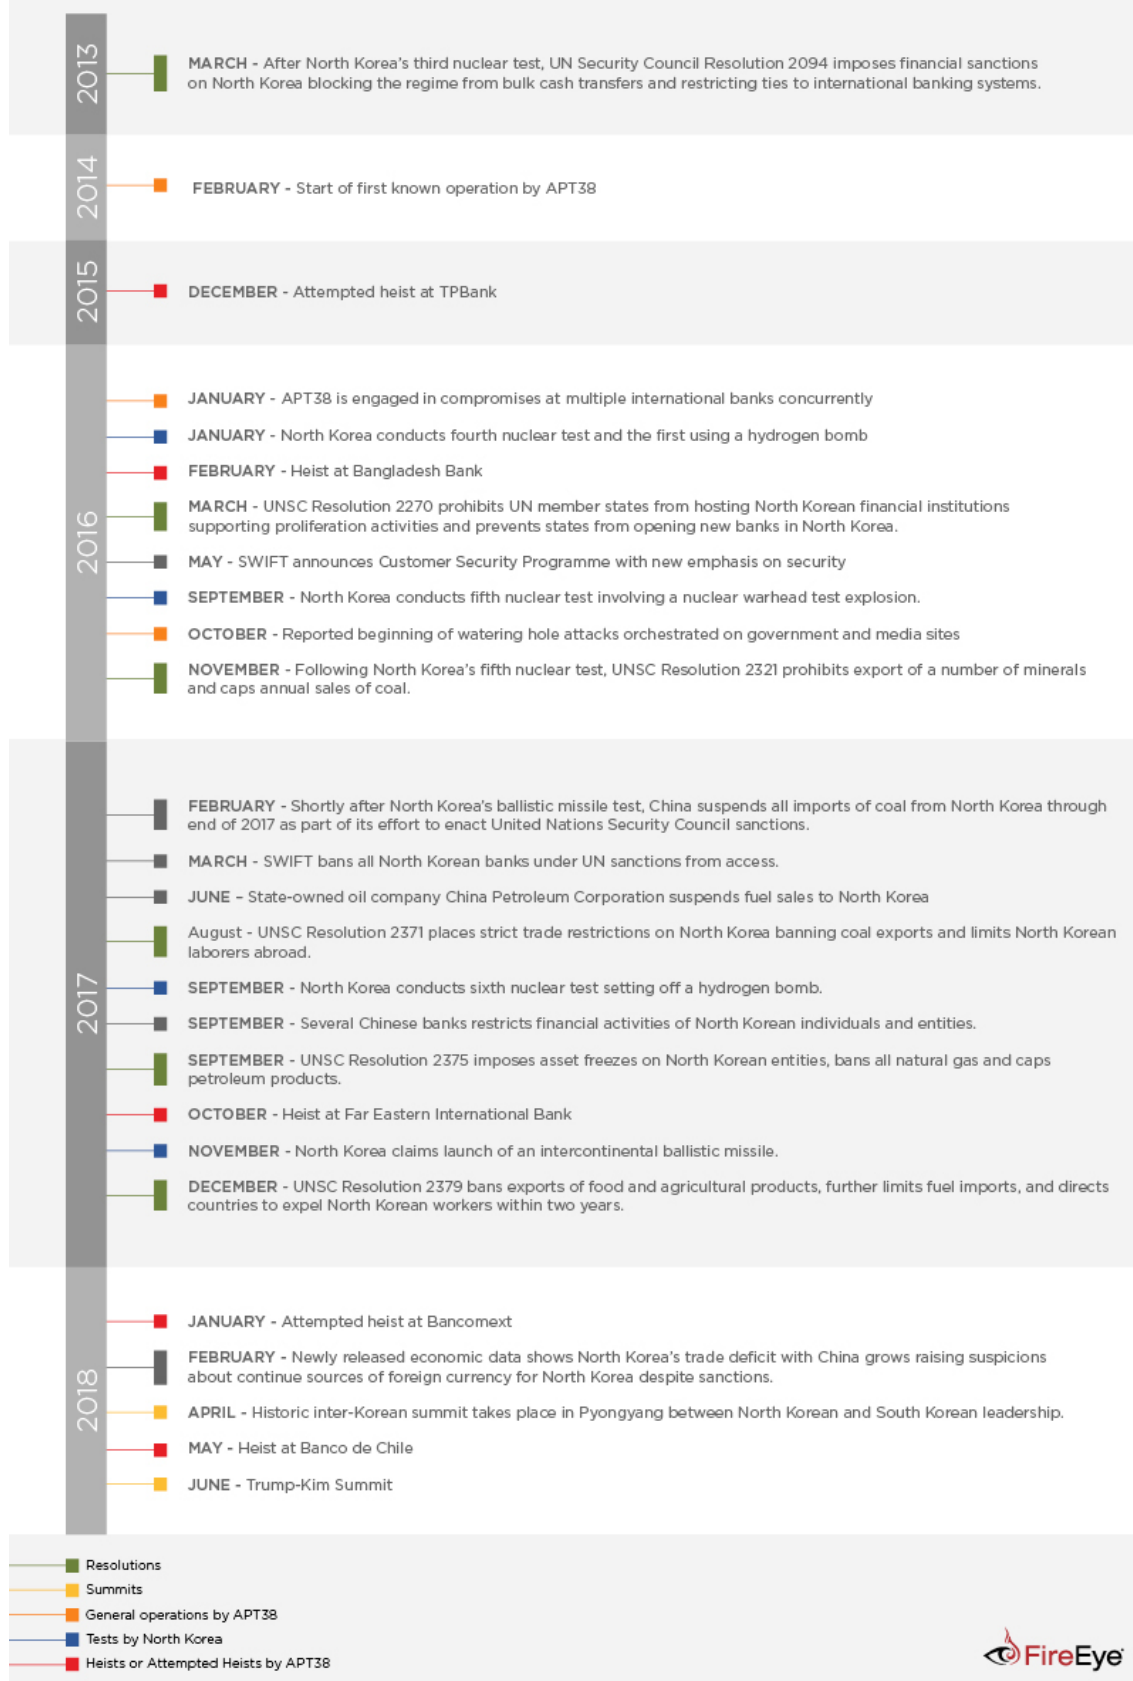 2013
MARCH - After North Korea's third nuclear test, UN Security Council Resolution 2094 imposes financial sanctions
on North Korea blocking the regime from bulk cash transfers and restricting ties to international banking systems.
2014
FEBRUARY - Start of first known operation by APT38
2015
DECEMBER - Attempted heist at TPBank
2016
JANUARY - APT38 is engaged in compromises at multiple international banks concurrently
JANUARY - North Korea conducts fourth nuclear test and the first using a hydrogen bomb
FEBRUARY - Heist at Bangladesh Bank
MARCH - UNSC Resolution 2270 prohibits UN member states from hosting North Korean financial institutions
supporting proliferation activities and prevents states from opening new banks in North Korea.
MAY - SWIFT announces Customer Security Programme with new emphasis on security
SEPTEMBER - North Korea conducts fifth nuclear test involving a nuclear warhead test explosion.
OCTOBER - Reported beginning of watering hole attacks orchestrated on government and media sites
NOVEMBER - Following North Korea's fifth nuclear test, UNSC Resolution 2321 prohibits export of a number of minerals
and caps annual sales of coal.
2017
FEBRUARY - Shortly after North Korea's ballistic missile test, China suspends all imports of coal from North Korea through
end of 2017 as part of its effort to enact United Nations Security Council sanctions.
MARCH - SWIFT bans all North Korean banks under UN sanctions from access.
JUNE – State-owned oil company China Petroleum Corporation suspends fuel sales to North Korea
August - UNSC Resolution 2371 places strict trade restrictions on North Korea banning coal exports and limits North Korean
laborers abroad.
SEPTEMBER - North Korea conducts sixth nuclear test setting off a hydrogen bomb.
SEPTEMBER - Several Chinese banks restricts financial activities of North Korean individuals and entities.
SEPTEMBER - UNSC Resolution 2375 imposes asset freezes on North Korean entities, bans all natural gas and caps
petroleum products.
OCTOBER - Heist at Far Eastern International Bank
NOVEMBER - North Korea claims launch of an intercontinental ballistic missile.
DECEMBER - UNSC Resolution 2379 bans exports of food and agricultural products, further limits fuel imports, and directs
countries to expel North Korean workers within two years.
2018
JANUARY - Attempted heist at Bancomext
FEBRUARY - Newly released economic data shows North Korea's trade deficit with China grows raising suspicions
about continue sources of foreign currency for North Korea despite sanctions.
APRIL - Historic inter-Korean summit takes place in Pyongyang between North Korean and South Korean leadership.
MAY - Heist at Banco de Chile
JUNE - Trump-Kim Summit
Resolutions
Summits
General operations by APT38
Tests by North Korea
Heists or Attempted Heists by APT38
FireEye